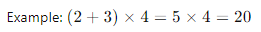 Example: (2 + 3) × 4 = 5 × 4 = 20